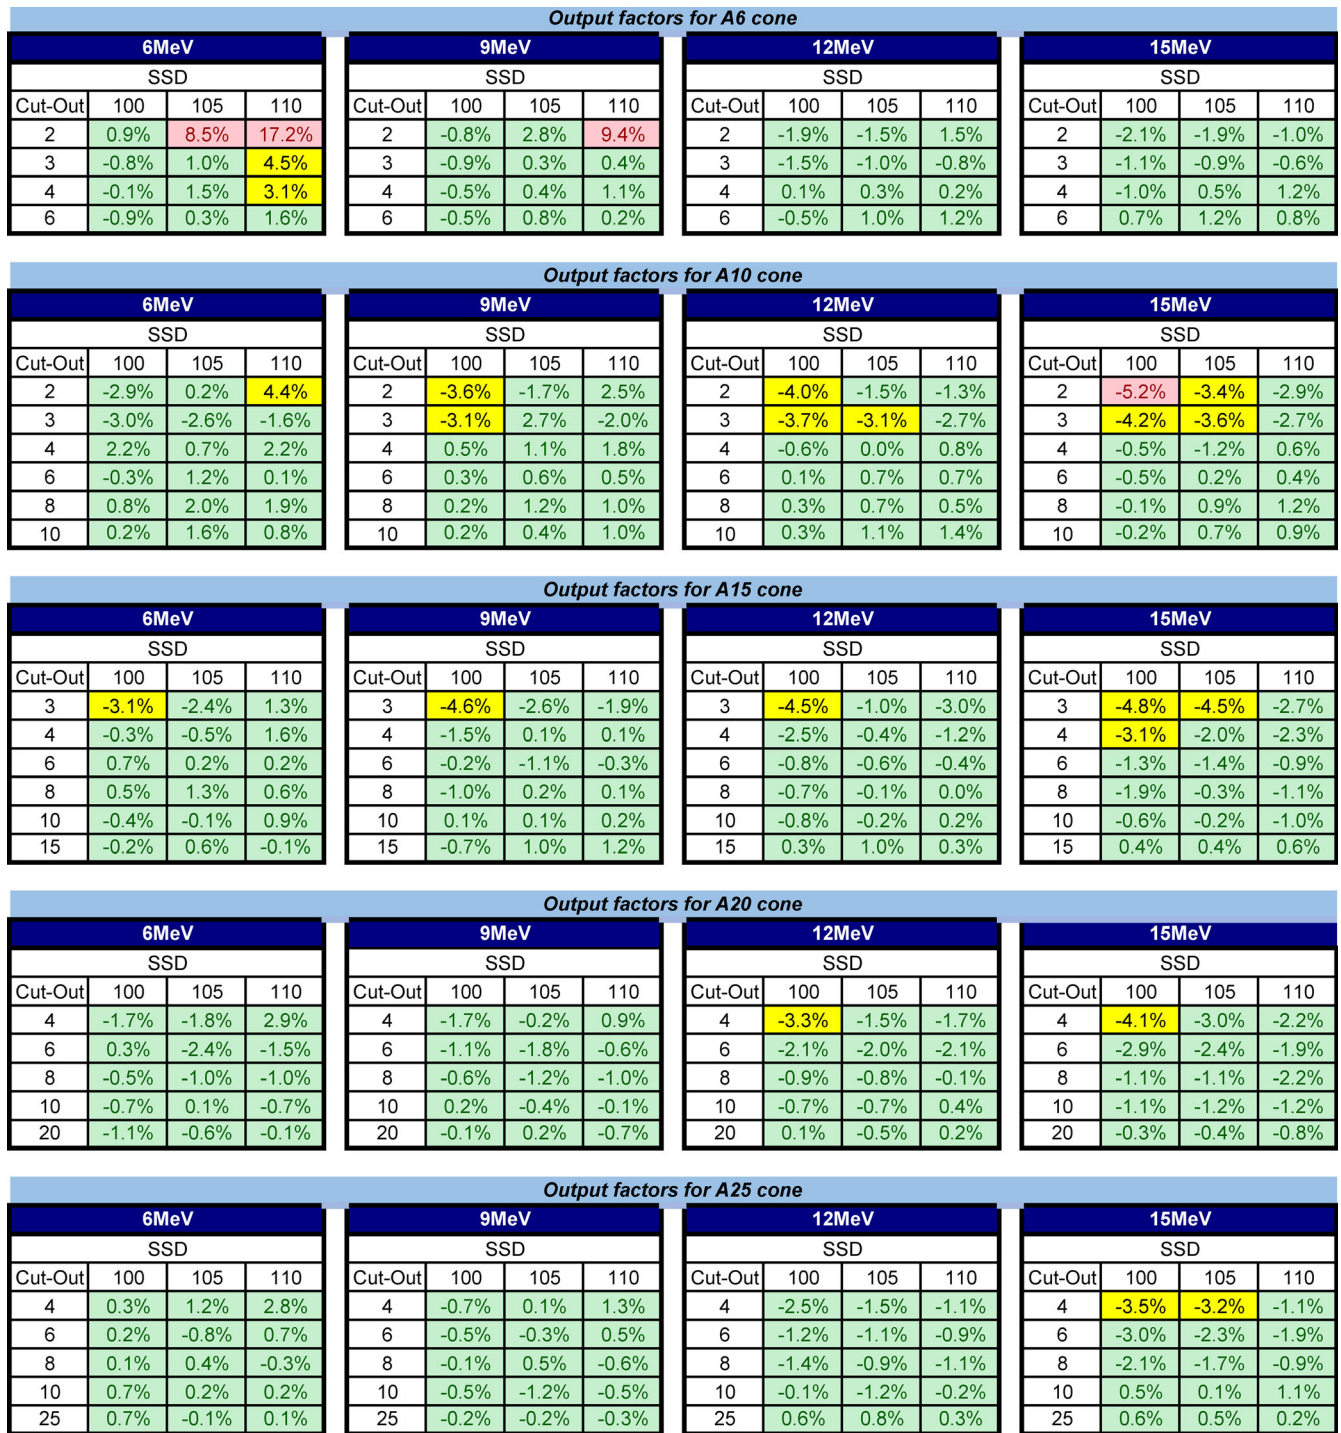 Output factors for A6 cone
6MeV 9MeV 12MeV 15MeV
SSD SSD SSD SSD
Cut-Out 100 105 110 Cut-Out 100 105 110 Cut-Out 100 105 110 Cut-Out 100 105 110
2 0.9% 8.5% 17.2% 2 -0.8% 2.8% 9.4% 2 -1.9% -1.5% 1.5% 2 -2.1% -1.9% -1.0%
3 -0.8% 1.0% 4.5% 3 -0.9% 0.3% 0.4% 3 -1.5% -1.0% -0.8% 3 -1.1% -0.9% -0.6%
4 -0.1% 1.5% 3.1% 4 -0.5% 0.4% 1.1% 4 0.1% 0.3% 0.2% 4 -1.0% 0.5% 1.2%
6 -0.9% 0.3% 1.6% 6 -0.5% 0.8% 0.2% 6 -0.5% 1.0% 1.2% 6 0.7% 1.2% 0.8%
Output factors for A10 cone
6MeV 9MeV 12MeV 15MeV
SSD SSD SSD SSD
Cut-Out 100 105 110 Cut-Out 100 105 110 Cut-Out 100 105 110 Cut-Out 100 105 110
2 -2.9% 0.2% 4.4% 2 -3.6% -1.7% 2.5% 2 -4.0% -1.5% -1.3% 2 -5.2% -3.4% -2.9%
3 -3.0% -2.6% -1.6% 3 -3.1% 2.7% -2.0% 3 -3.7% -3.1% -2.7% 3 -4.2% -3.6% -2.7%
4 2.2% 0.7% 2.2% 4 0.5% 1.1% 1.8% 4 -0.6% 0.0% 0.8% 4 -0.5% -1.2% 0.6%
6 -0.3% 1.2% 0.1% 6 0.3% 0.6% 0.5% 6 0.1% 0.7% 0.7% 6 -0.5% 0.2% 0.4%
8 0.8% 2.0% 1.9% 8 0.2% 1.2% 1.0% 8 0.3% 0.7% 0.5% 8 -0.1% 0.9% 1.2%
10 0.2% 1.6% 0.8% 10 0.2% 0.4% 1.0% 10 0.3% 1.1% 1.4% 10 -0.2% 0.7% 0.9%
Output factors for A15 cone
6MeV 9MeV 12MeV 15MeV
SSD SSD SSD SSD
Cut-Out 100 105 110 Cut-Out 100 105 110 Cut-Out 100 105 110 Cut-Out 100 105 110
3 -3.1% -2.4% 1.3% 3 -4.6% -2.6% -1.9% 3 -4.5% -1.0% -3.0% 3 -4.8% -4.5% -2.7%
4 -0.3% -0.5% 1.6% 4 -1.5% 0.1% 0.1% 4 -2.5% -0.4% -1.2% 4 -3.1% -2.0% -2.3%
6 0.7% 0.2% 0.2% 6 -0.2% -1.1% -0.3% 6 -0.8% -0.6% -0.4% 6 -1.3% -1.4% -0.9%
8 0.5% 1.3% 0.6% 8 -1.0% 0.2% 0.1% 8 -0.7% -0.1% 0.0% 8 -1.9% -0.3% -1.1%
10 -0.4% -0.1% 0.9% 10 0.1% 0.1% 0.2% 10 -0.8% -0.2% 0.2% 10 -0.6% -0.2% -1.0%
15 -0.2% 0.6% -0.1% 15 -0.7% 1.0% 1.2% 15 0.3% 1.0% 0.3% 15 0.4% 0.4% 0.6%
Output factors for A20 cone
6MeV 9MeV 12MeV 15MeV
SSD SSD SSD SSD
Cut-Out 100 105 110 Cut-Out 100 105 110 Cut-Out 100 105 110 Cut-Out 100 105 110
4 -1.7% -1.8% 2.9% 4 -1.7% -0.2% 0.9% 4 -3.3% -1.5% -1.7% 4 -4.1% -3.0% -2.2%
6 0.3% -2.4% -1.5% 6 -1.1% -1.8% -0.6% 6 -2.1% -2.0% -2.1% 6 -2.9% -2.4% -1.9%
8 -0.5% -1.0% -1.0% 8 -0.6% -1.2% -1.0% 8 -0.9% -0.8% -0.1% 8 -1.1% -1.1% -2.2%
10 -0.7% 0.1% -0.7% 10 0.2% -0.4% -0.1% 10 -0.7% -0.7% 0.4% 10 -1.1% -1.2% -1.2%
20 -1.1% -0.6% -0.1% 20 -0.1% 0.2% -0.7% 20 0.1% -0.5% 0.2% 20 -0.3% -0.4% -0.8%
Output factors for A25 cone
6MeV 9MeV 12MeV 15MeV
SSD SSD SSD SSD
Cut-Out 100 105 110 Cut-Out 100 105 110 Cut-Out 100 105 110 Cut-Out 100 105 110
4 0.3% 1.2% 2.8% 4 -0.7% 0.1% 1.3% 4 -2.5% -1.5% -1.1% 4 -3.5% -3.2% -1.1%
6 0.2% -0.8% 0.7% 6 -0.5% -0.3% 0.5% 6 -1.2% -1.1% -0.9% 6 -3.0% -2.3% -1.9%
8 0.1% 0.4% -0.3% 8 -0.1% 0.5% -0.6% 8 -1.4% -0.9% -1.1% 8 -2.1% -1.7% -0.9%
10 0.7% 0.2% 0.2% 10 -0.5% -1.2% -0.5% 10 -0.1% -1.2% -0.2% 10 0.5% 0.1% 1.1%
25 0.7% -0.1% 0.1% 25 -0.2% -0.2% -0.3% 25 0.6% 0.8% 0.3% 25 0.6% 0.5% 0.2%